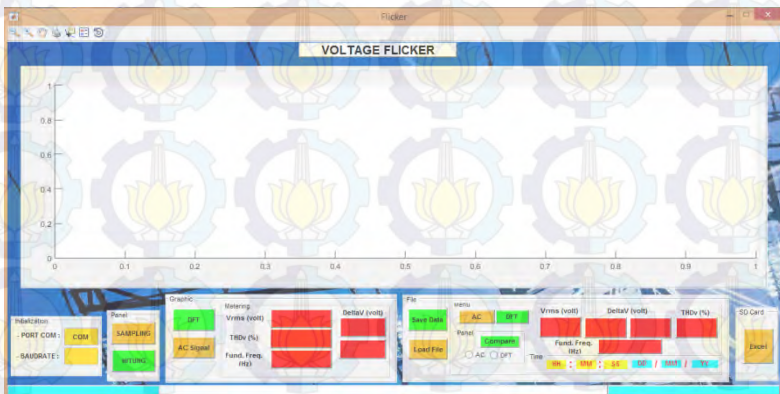 Flicker
VOLTAGE FLICKER
1
0.8
0.6
0.4
0.2
0
0 0.1 0.2 0.3 0.4 0.5 0.6 0.7 0.8 0.9 1
Initialization
- PORT COM : COM
- BAUDRATE :
Panel
SAMPLING
HITUNG
Graphic
DFT
AC Signal
Metering
Vrms (volt)
THDv (%)
Fund. Freq. (Hz)
DeltaV (volt)
File
Save Data
Load File
Menu
AC DFT
Panel
Compare
AC DFT
Vrms (volt) DeltaV (volt) THDv (%)
Fund. Freq. (Hz)
Time
HH : MM : SS DD / MM / YY
SD Card
Excel